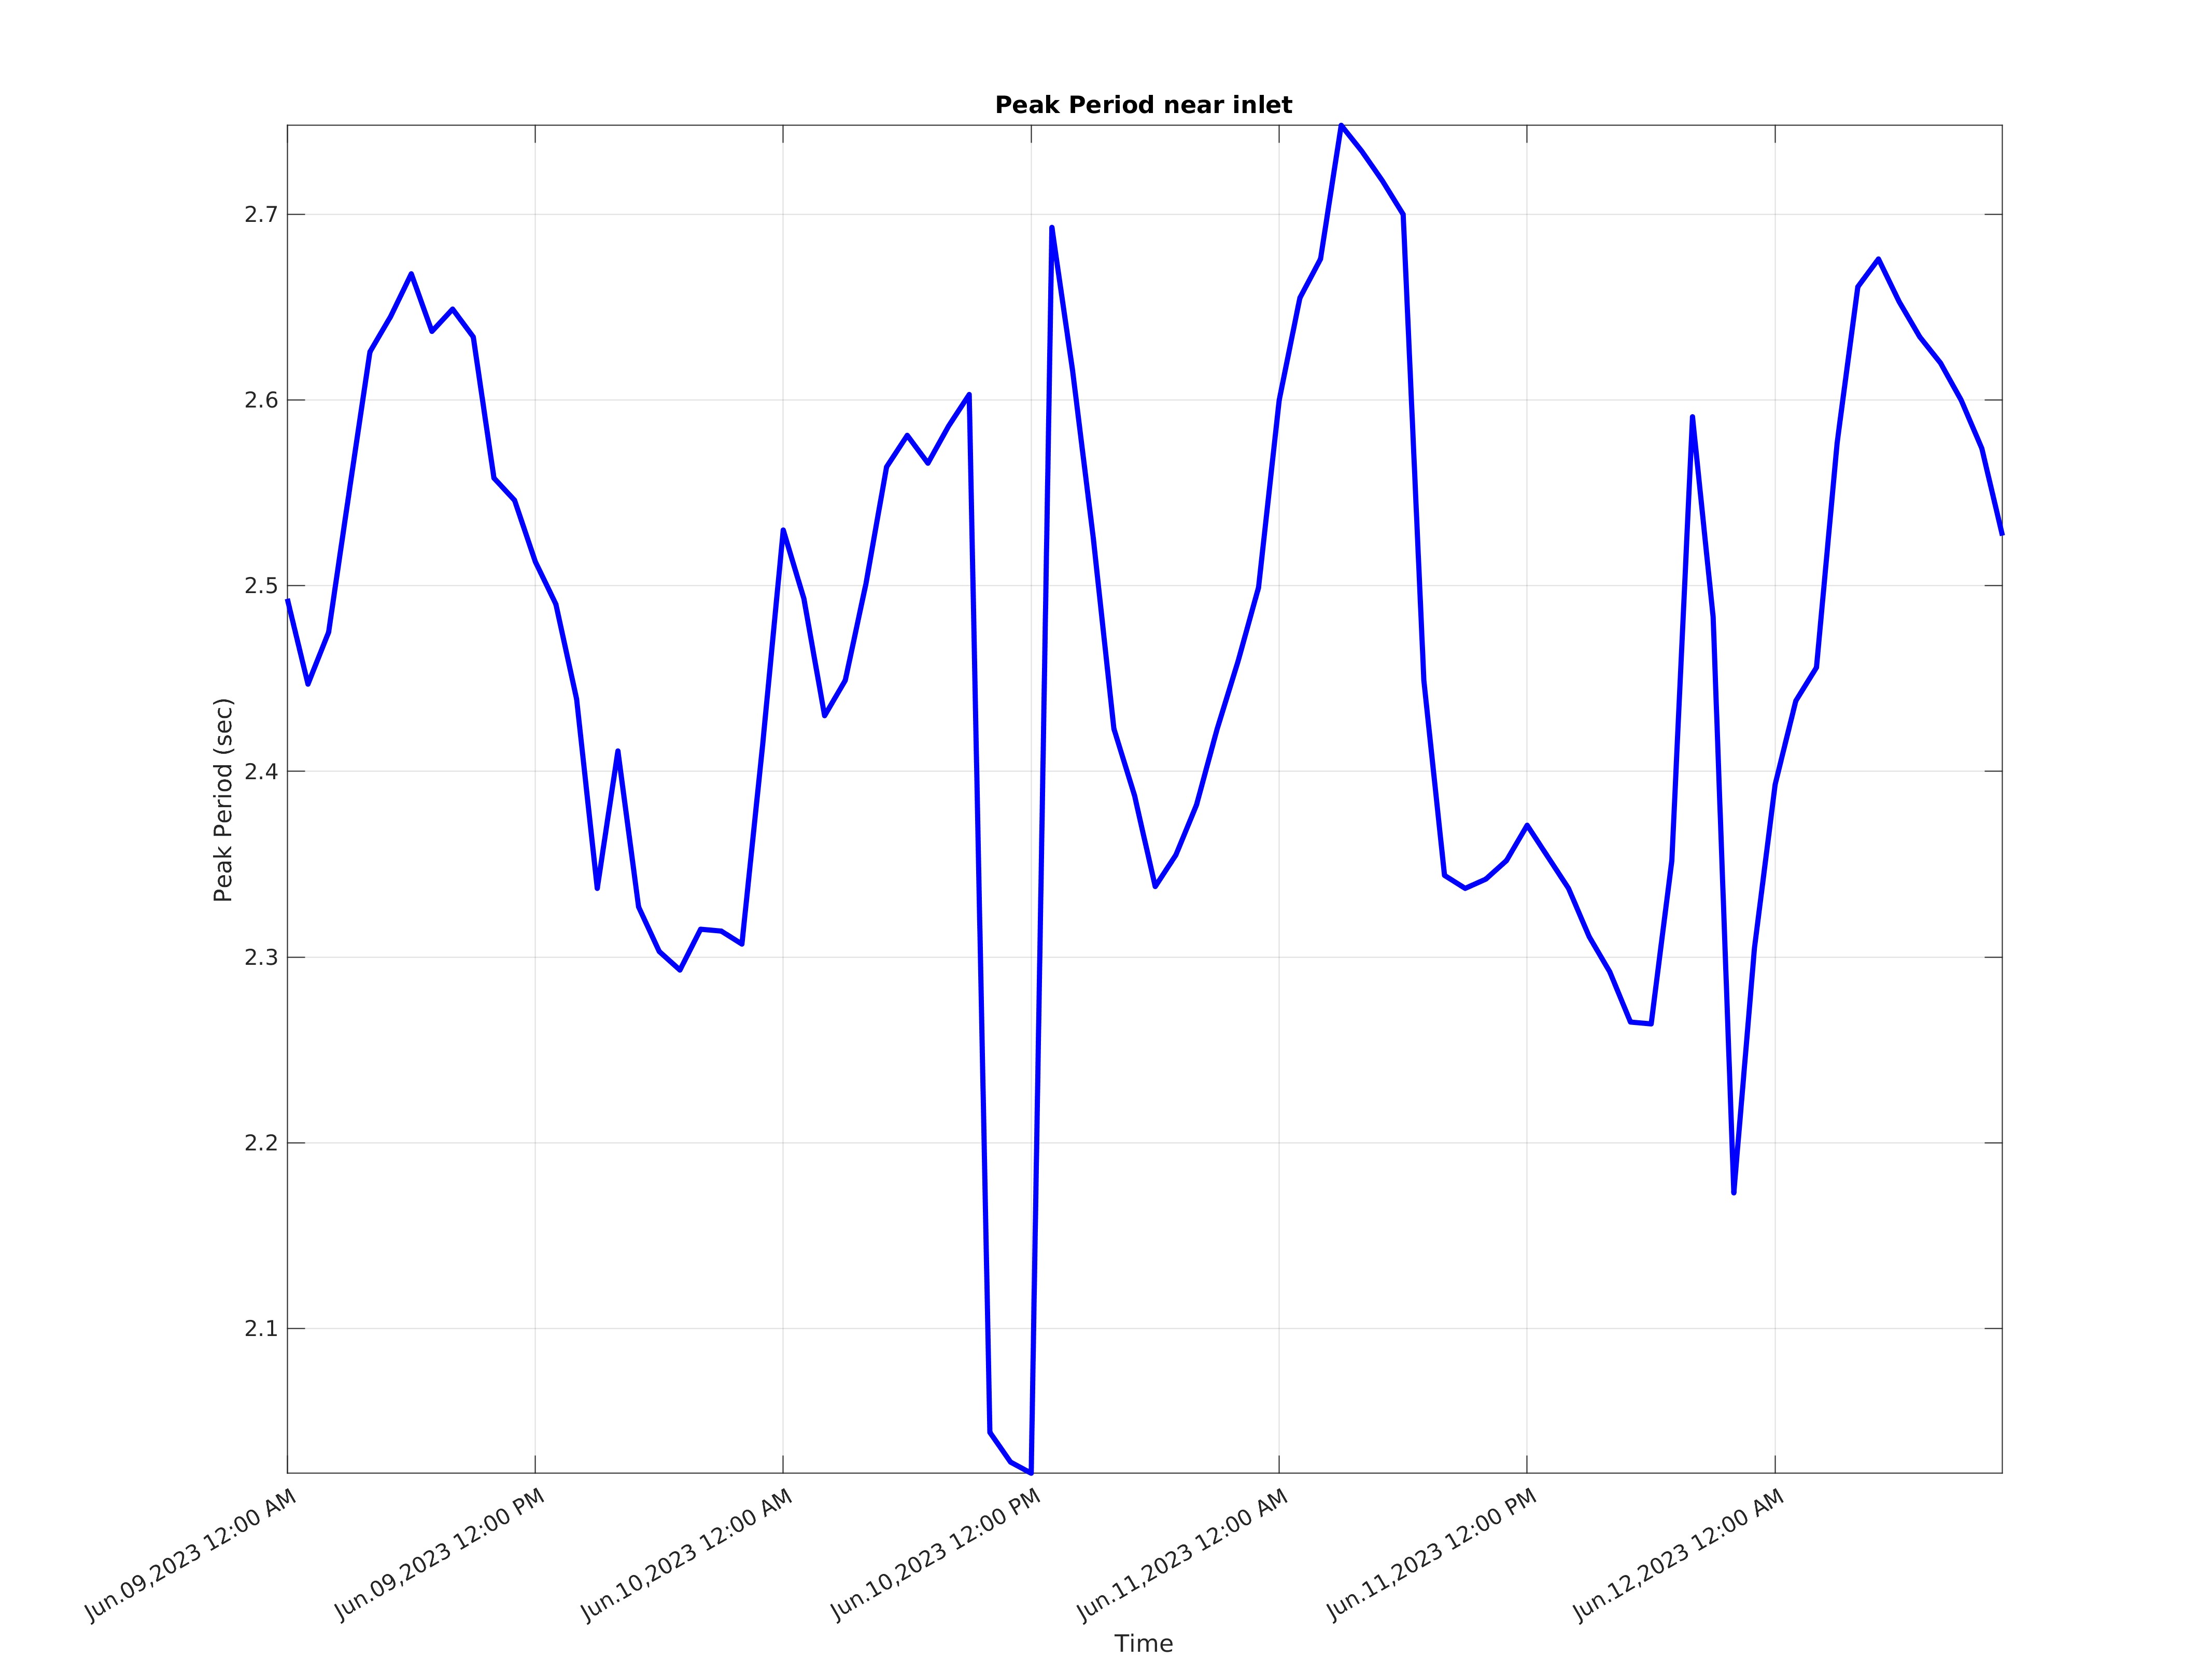 Peak Period near inlet
Peak Period (sec)
2.7
2.6
2.5
2.4
2.3
2.2
2.1
Jun.09,2023 12:00 AM
Jun.09,2023 12:00 PM
Jun.10,2023 12:00 AM
Jun.10,2023 12:00 PM
Jun.11,2023 12:00 AM
Jun.11,2023 12:00 PM
Jun.12,2023 12:00 AM
Time